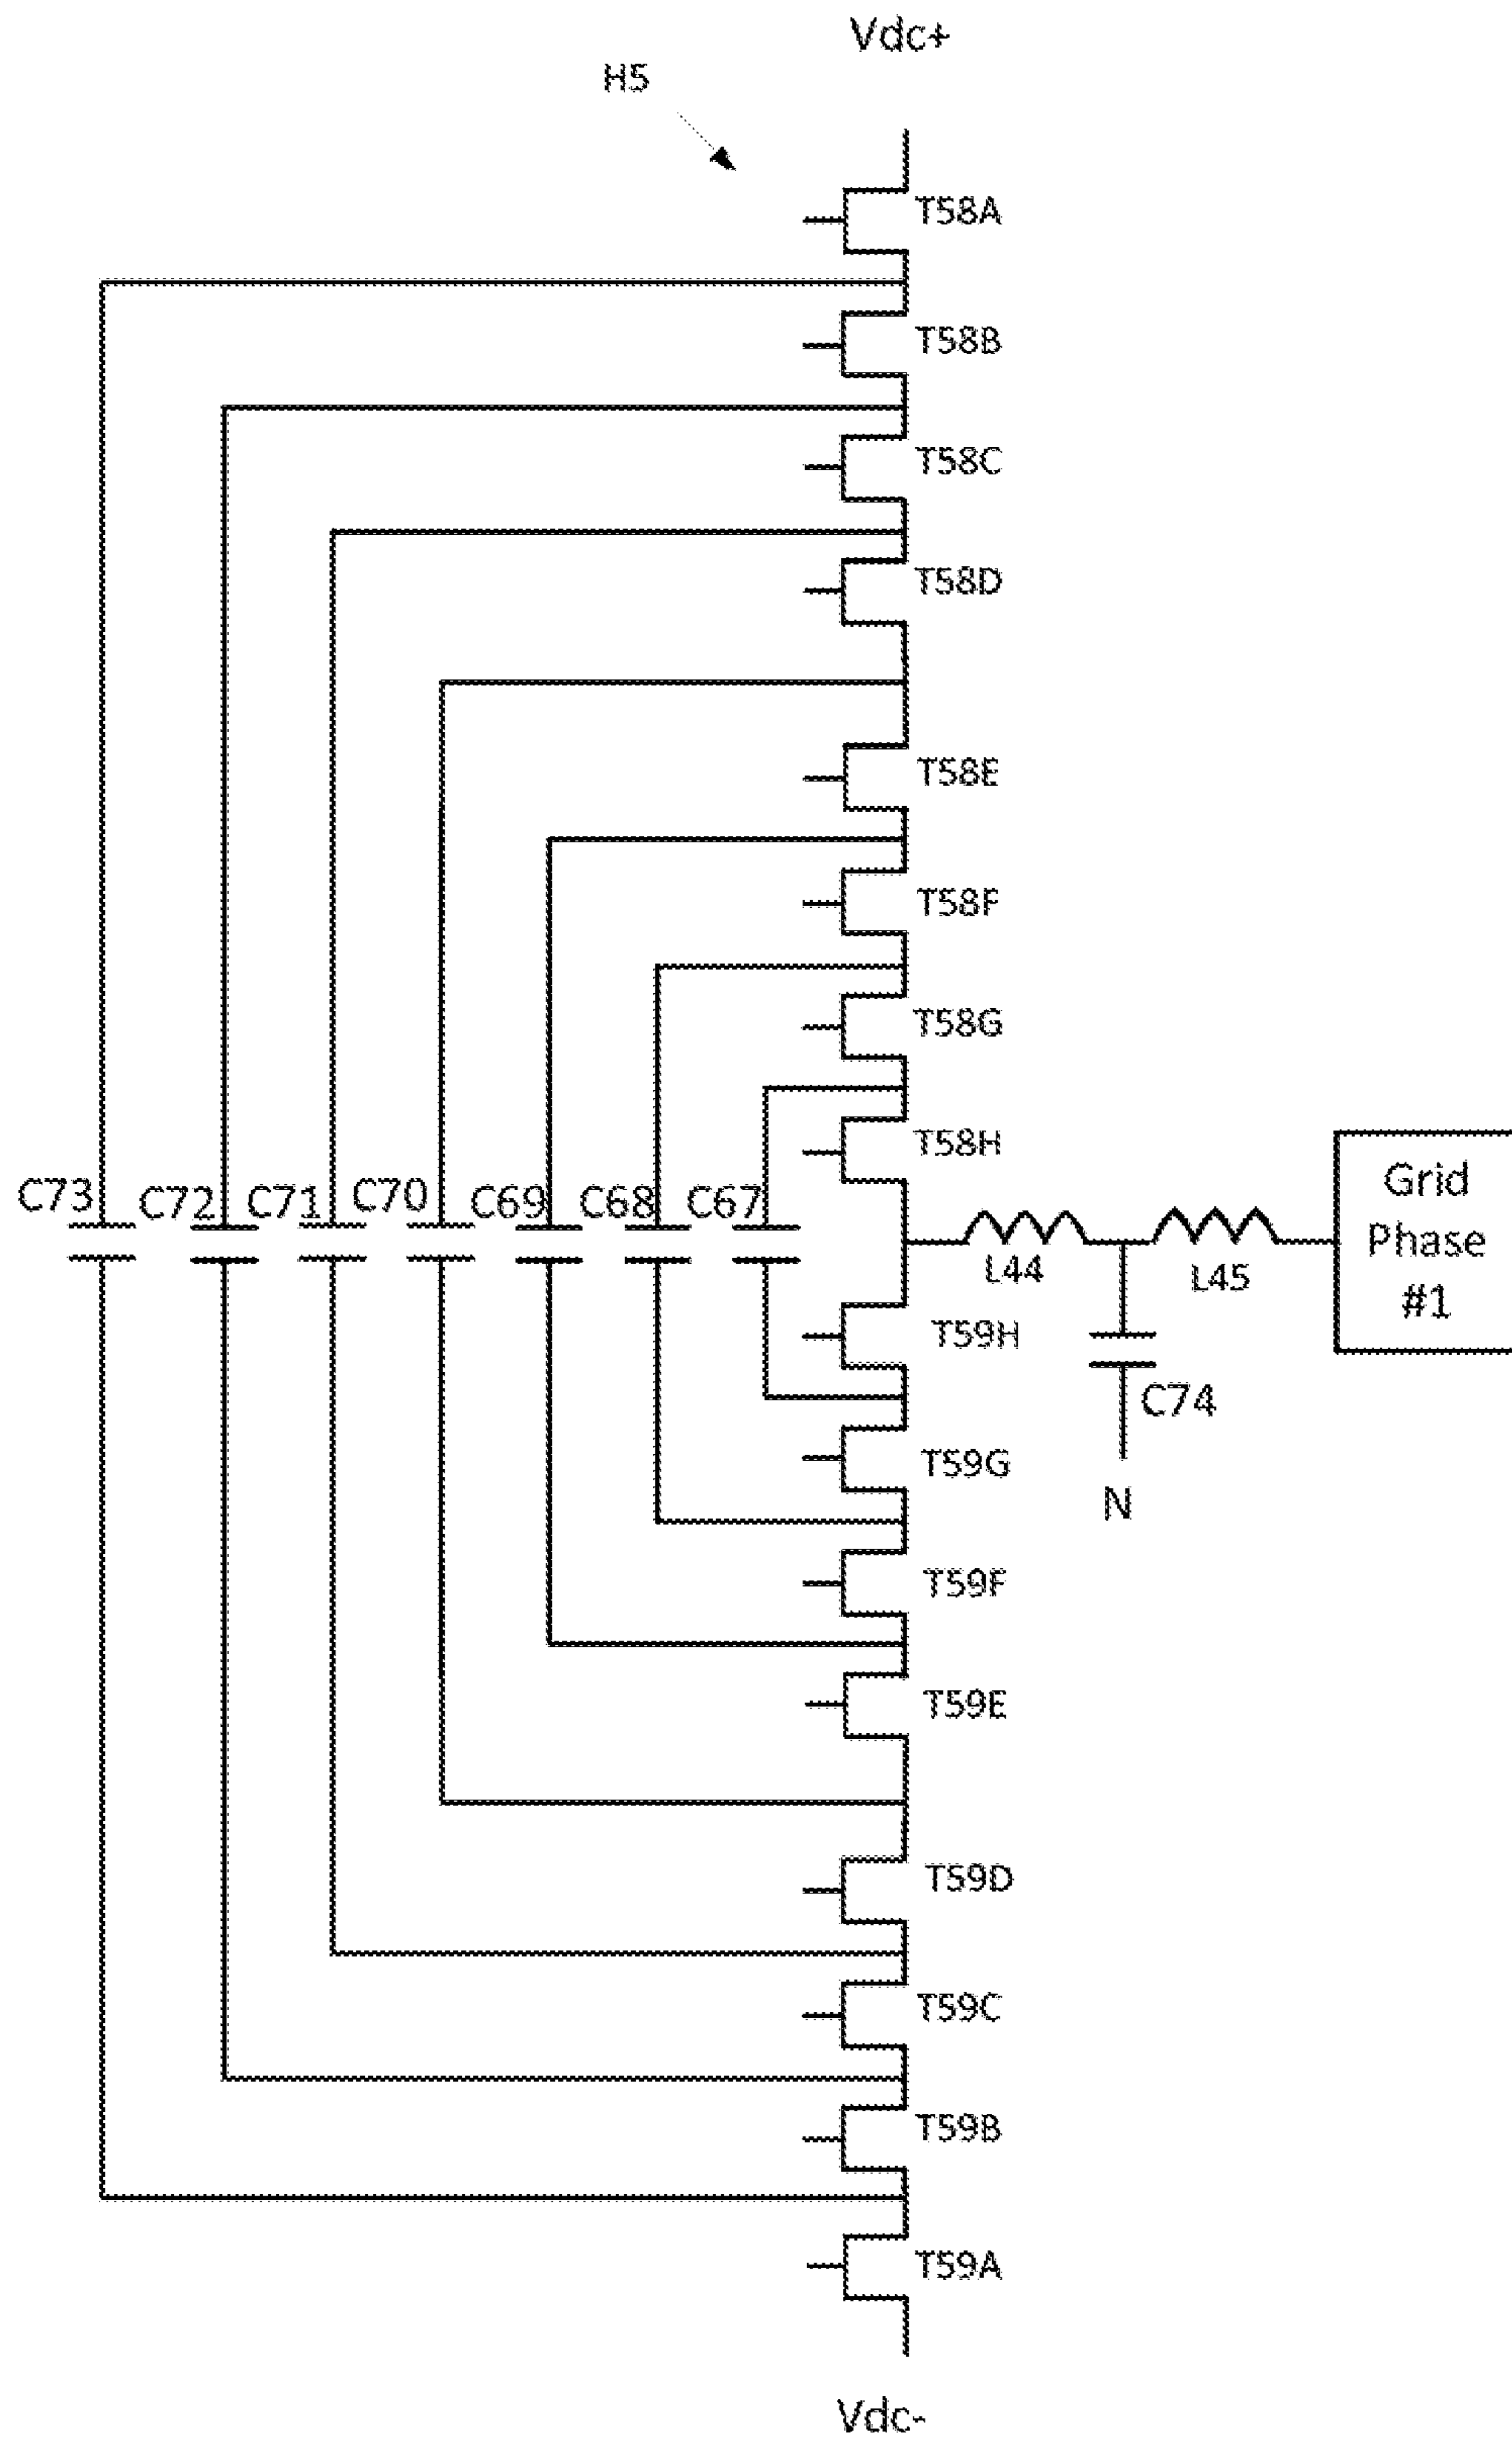 Vdc+
H5
T58A
T58B
T58C
T58D
T58E
T58F
T58G
T58H
C73
C72
C71
C70
C69
C68
C67
Grid
Phase
#1
L44
L45
T59H
C74
T59G
N
T59F
T59E
T59D
T59C
T59B
T59A
Vdc-